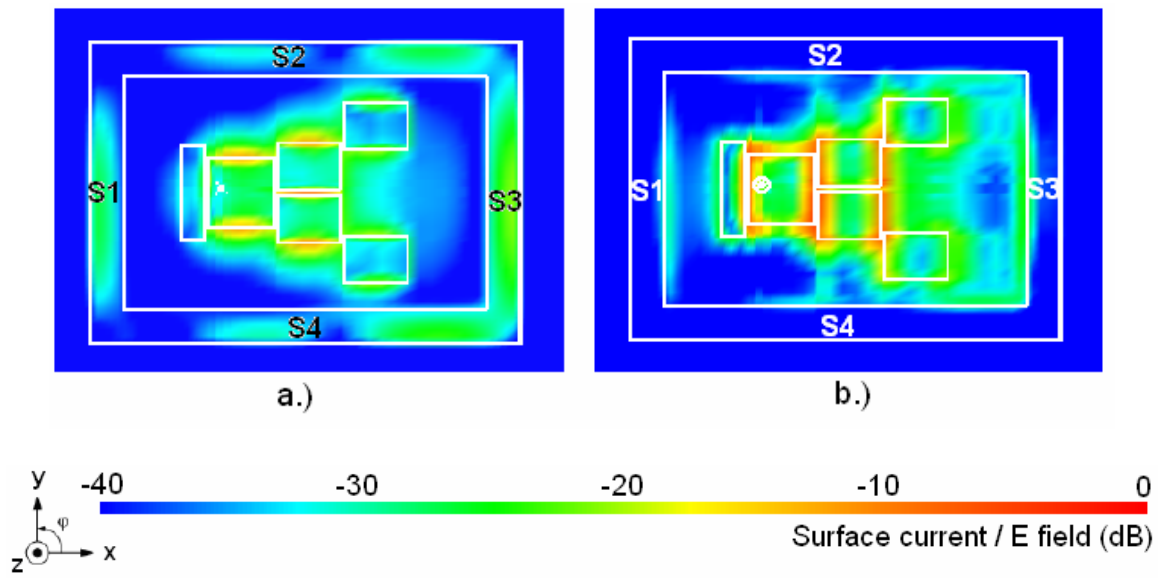 S2
S1
S3
S4
a.)
S2
S1
S3
S4
b.)
-40 -30 -20 -10 0
Surface current / E field (dB)
y
φ
x
z